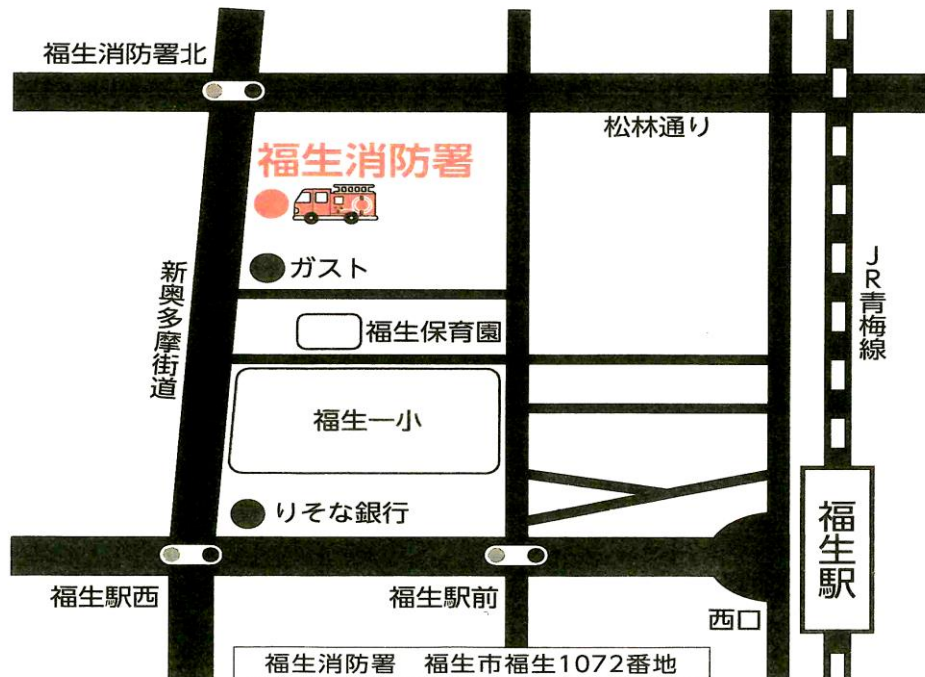 福生消防署北
松林通り
福生消防署
ガスト
新奥多摩街道
JR青梅線
福生保育園
福生一小
りそな銀行
福生駅
福生駅西
福生駅前
西口
福生消防署 福生市福生1072番地